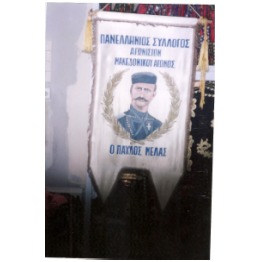 ΠΑΝΕΛΛΗΝΙΟΣ ΣΥΛΛΟΓΟΣ
ΑΓΩΝΙΣΤΩΝ
ΜΑΚΕΔΟΝΙΚΟΥ ΑΓΩΝΟΣ
Ο ΠΑΥΛΟΣ ΜΕΛΑΣ